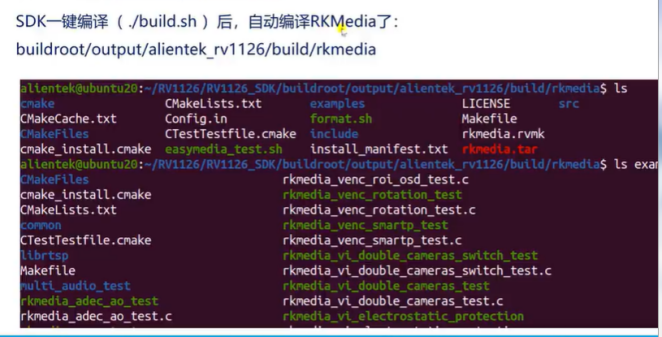 SDK一键编译（./build.sh）后，自动编译RKMedia了：
buildroot/output/alientek_rv1126/build/rkmedia
alientek@ubuntu20:~/RV1126/RV1126_SDK/buildroot/output/alientek_rv1126/build/rkmedia$ ls
cmake CMakeLists.txt examples LICENSE src
CMakeCache.txt Config.in format.sh Makefile
CMakeFiles CTestTestfile.cmake include rkmedia.rvmk
cmake_install.cmake easymedia_test.sh install_manifest.txt rkmedia.tar
alientek@ubuntu20:~/RV1126/RV1126_SDK/buildroot/output/alientek_rv1126/build/rkmedia$ ls exam
CMakeFiles rkmedia_venc_roi_osd_test.c
cmake_install.cmake rkmedia_venc_rotation_test
CMakeLists.txt rkmedia_venc_rotation_test.c
common rkmedia_venc_smartp_test
CTestTestfile.cmake rkmedia_venc_smartp_test.c
librtsp rkmedia_vi_double_cameras_switch_test
Makefile rkmedia_vi_double_cameras_switch_test.c
multi_audio_test rkmedia_vi_double_cameras_test
rkmedia_adec_ao_test rkmedia_vi_double_cameras_test.c
rkmedia_adec_ao_test.c rkmedia_vi_electrostatic_protection